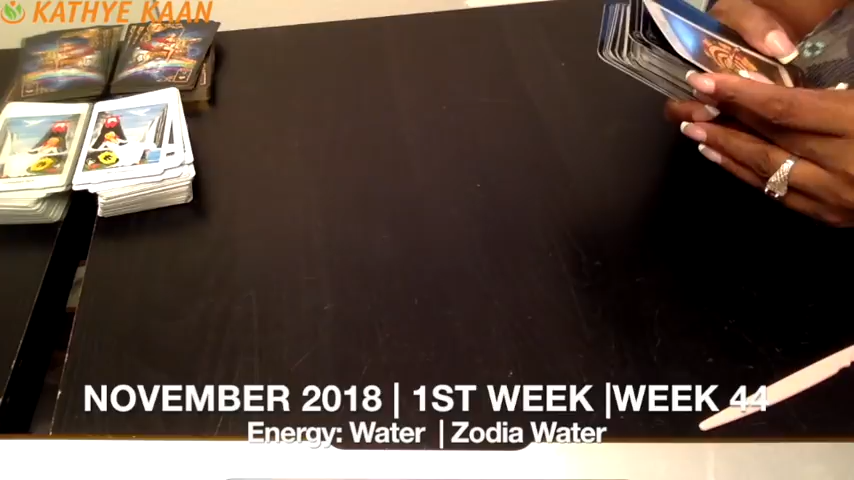 KATHYE KAAN
NOVEMBER 2018 | 1ST WEEK |WEEK 44
Energy: Water | Zodia Water